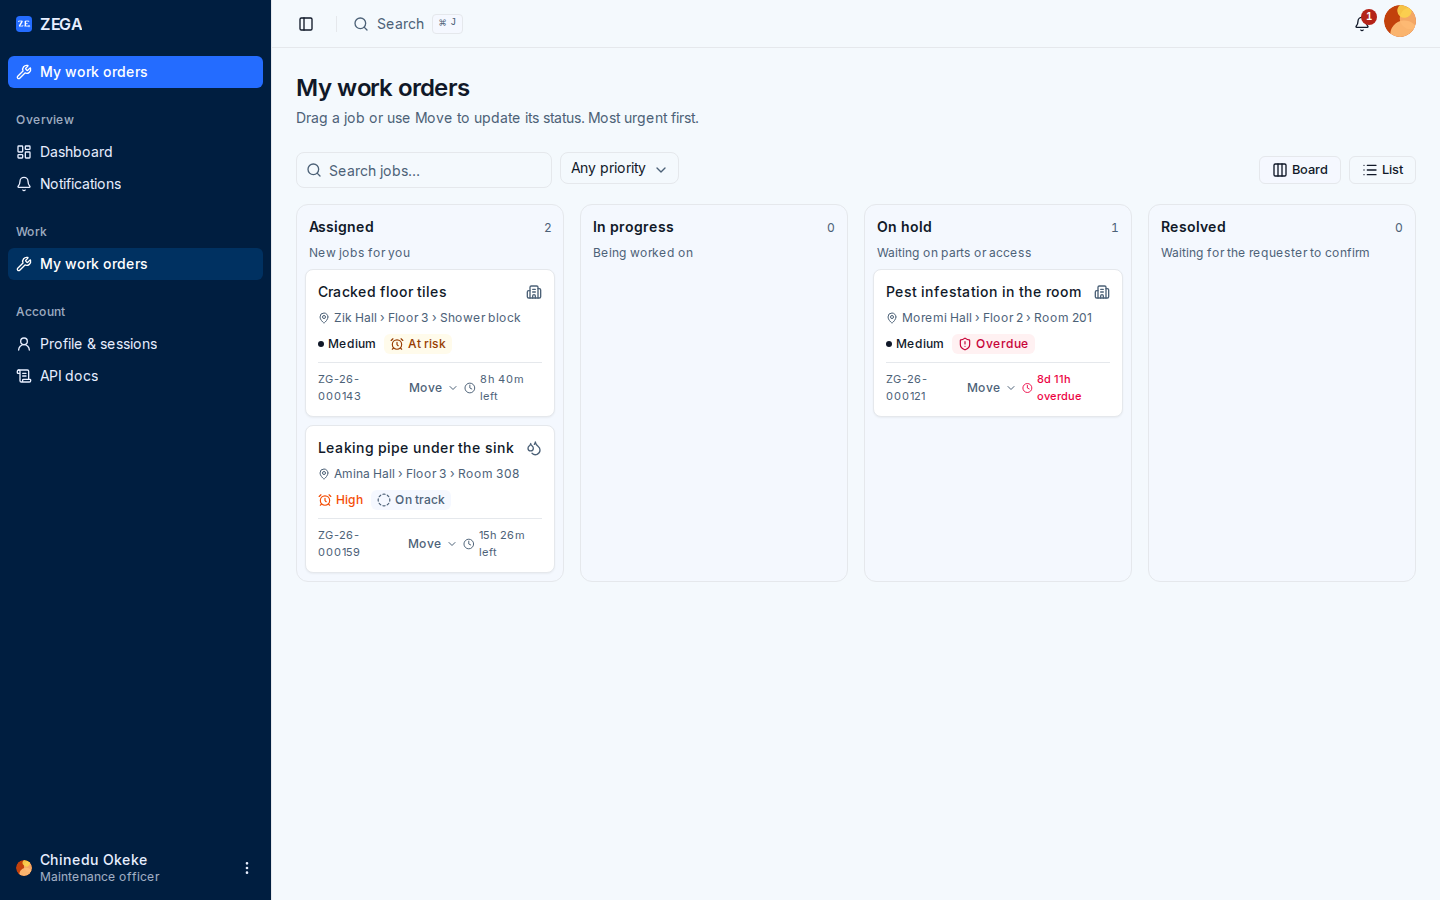 ZEGA
My work orders
Overview
Dashboard
Notifications
Work
My work orders
Account
Profile & sessions
API docs
Chinedu Okeke
Maintenance officer
Search ⌘ J
1
My work orders
Drag a job or use Move to update its status. Most urgent first.
Search jobs...
Any priority
Board
List
Assigned 2
New jobs for you
Cracked floor tiles
Zik Hall › Floor 3 › Shower block
Medium At risk
ZG-26-
000143
Move
8h 40m
left
Leaking pipe under the sink
Amina Hall › Floor 3 › Room 308
High On track
ZG-26-
000159
Move
15h 26m
left
In progress 0
Being worked on
On hold 1
Waiting on parts or access
Pest infestation in the room
Moremi Hall › Floor 2 › Room 201
Medium Overdue
ZG-26-
000121
Move
8d 11h
overdue
Resolved 0
Waiting for the requester to confirm